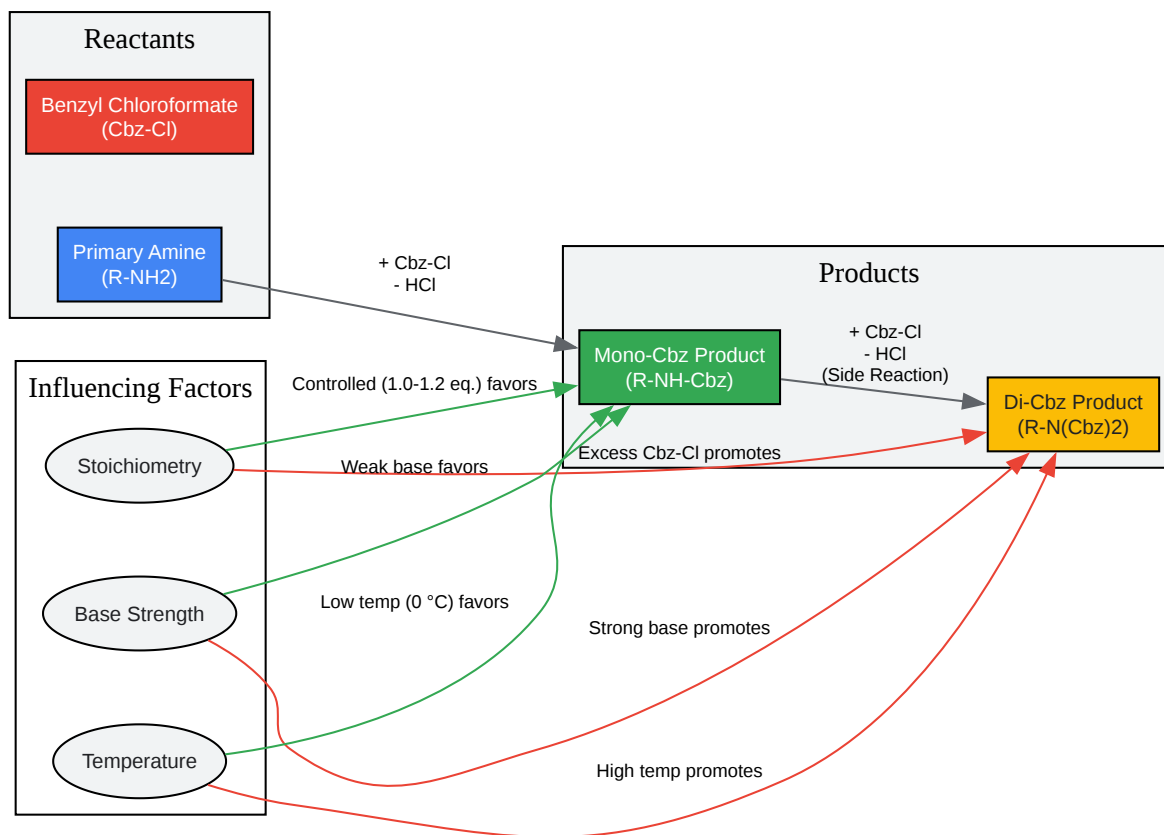 Reactants
Benzyl Chloroformate
(Cbz-Cl)
Primary Amine
(R-NH2)
+ Cbz-Cl
- HCl
Products
Mono-Cbz Product
(R-NH-Cbz)
+ Cbz-Cl
- HCl
(Side Reaction)
Di-Cbz Product
(R-N(Cbz)2)
Influencing Factors
Stoichiometry
Base Strength
Temperature
Controlled (1.0-1.2 eq.) favors
Excess Cbz-Cl promotes
Weak base favors
Strong base promotes
Low temp (0 °C) favors
High temp promotes